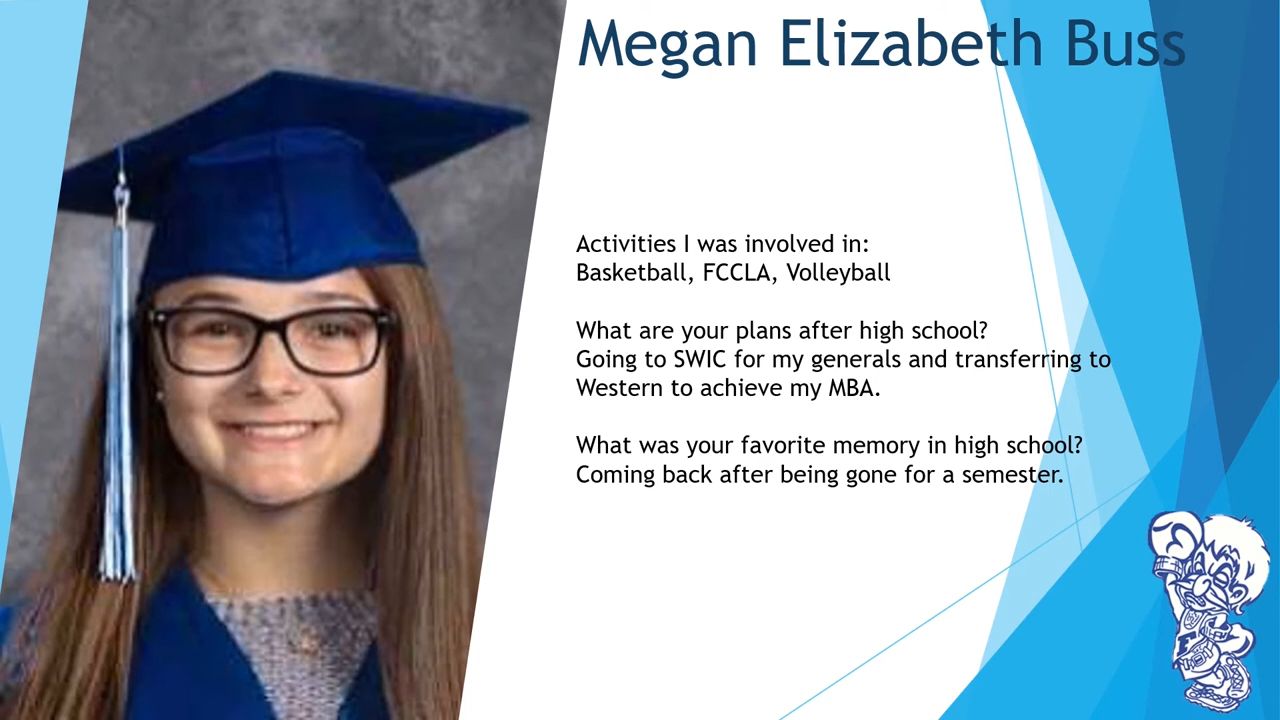 Megan Elizabeth Buss
Activities I was involved in:
Basketball, FCCLA, Volleyball
What are your plans after high school?
Going to SWIC for my generals and transferring to
Western to achieve my MBA.
What was your favorite memory in high school?
Coming back after being gone for a semester.